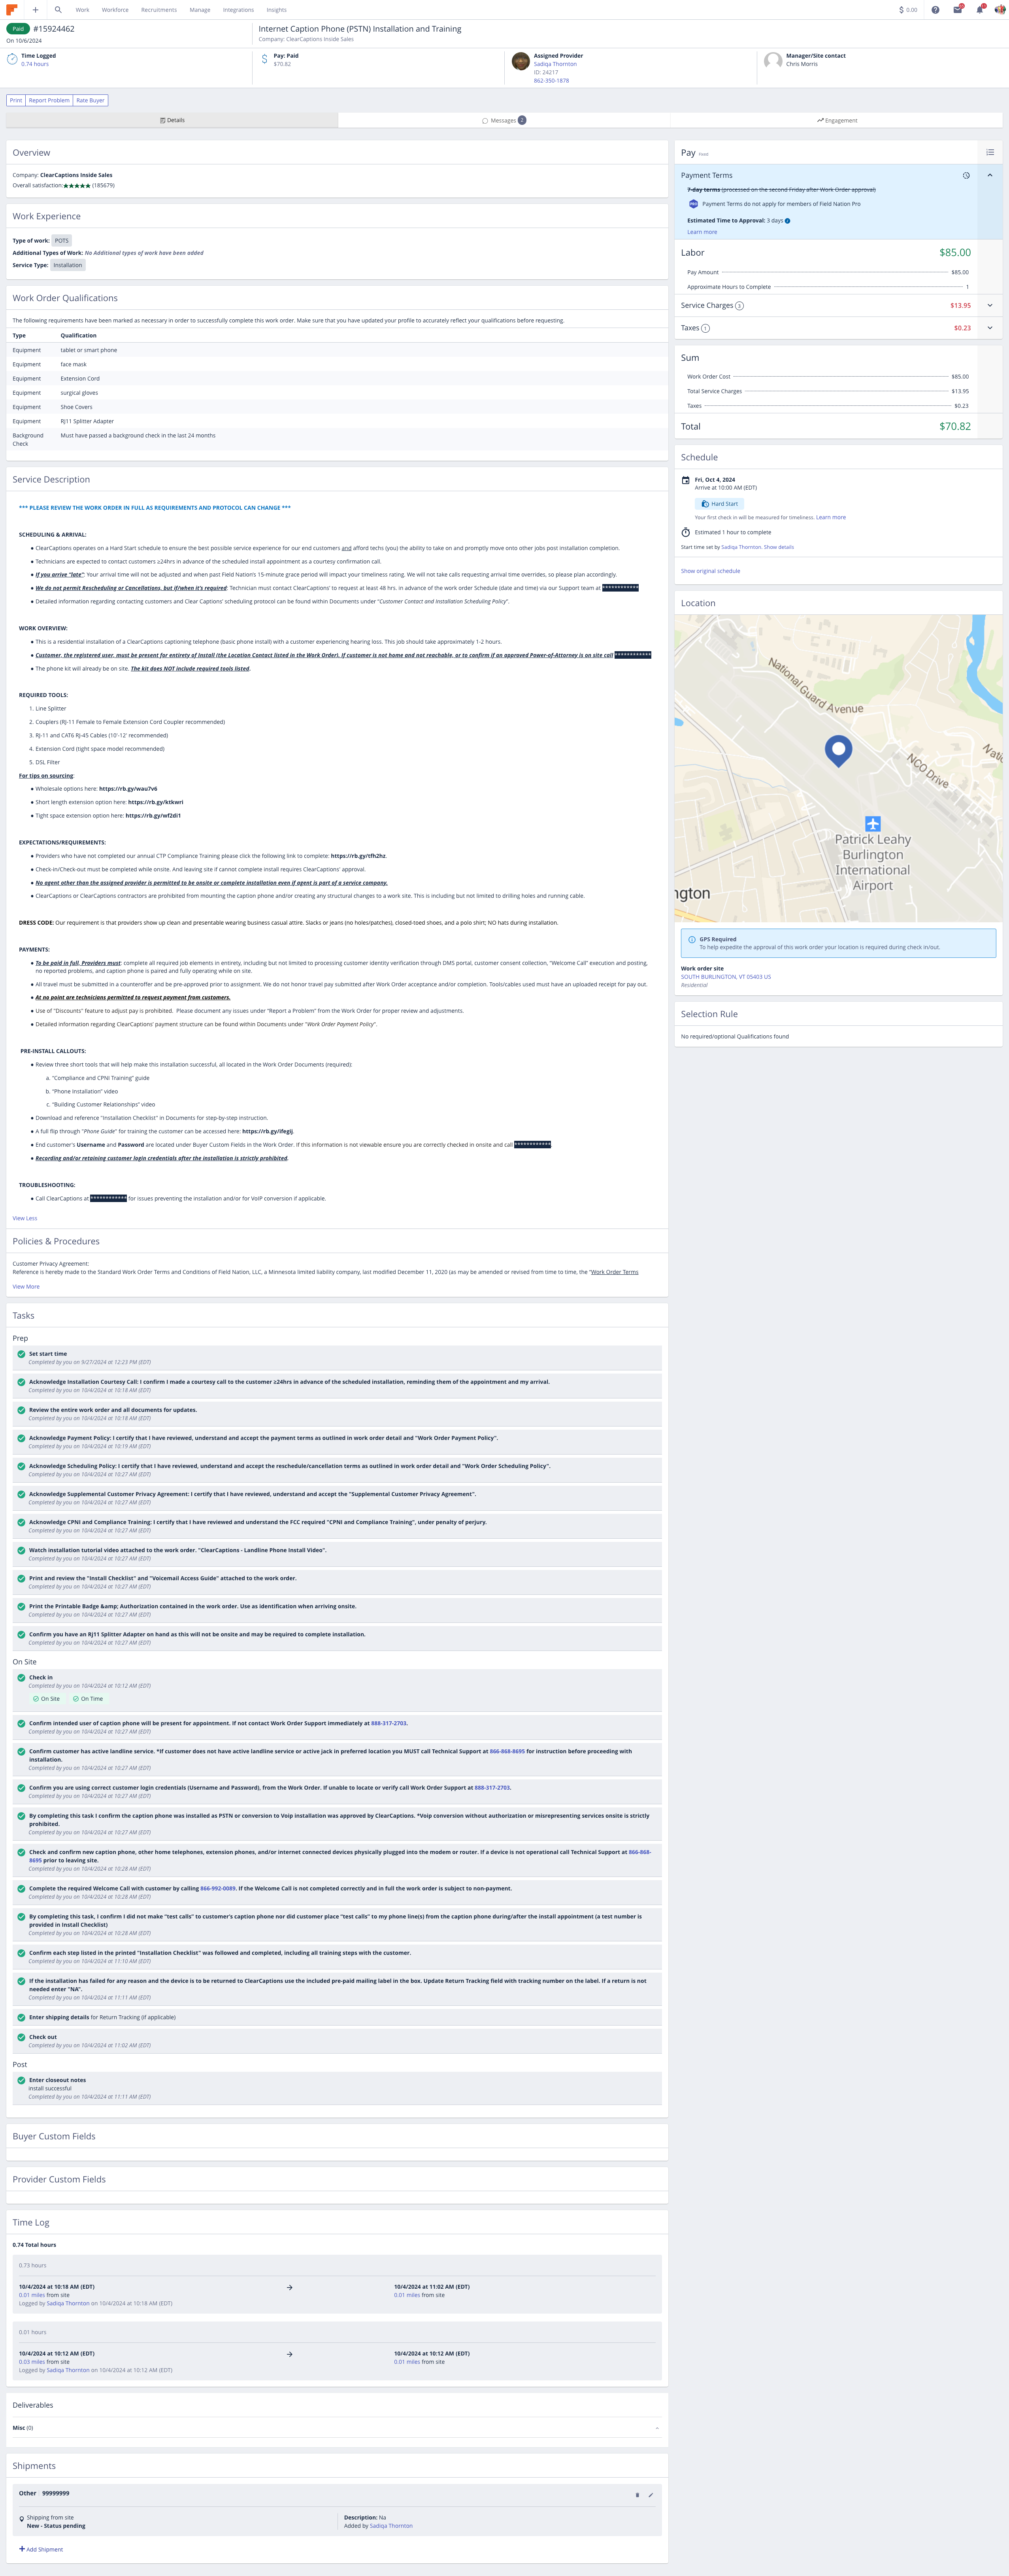 Work Workforce Recruitments Manage Integrations Insights $ 0.00
Paid #15924462
On 10/6/2024
Internet Caption Phone (PSTN) Installation and Training
Company: ClearCaptions Inside Sales
Time Logged
0.74 hours
Pay: Paid
$70.82
Assigned Provider
Sadiqa Thornton
ID: 24217
862-350-1878
Manager/Site contact
Chris Morris
Print Report Problem Rate Buyer
Details
Messages 2
Engagement
Overview
Company: ClearCaptions Inside Sales
Overall satisfaction:★★★★★ (185679)
Work Experience
Type of work: POTS
Additional Types of Work: No Additional types of work have been added
Service Type: Installation
Work Order Qualifications
The following requirements have been marked as necessary in order to successfully complete this work order. Make sure that you have updated your profile to accurately reflect your qualifications before requesting.
Type Qualification
Equipment tablet or smart phone
Equipment face mask
Equipment Extension Cord
Equipment surgical gloves
Equipment Shoe Covers
Equipment RJ11 Splitter Adapter
Background Must have passed a background check in the last 24 months
Check
Service Description
*** PLEASE REVIEW THE WORK ORDER IN FULL AS REQUIREMENTS AND PROTOCOL CAN CHANGE ***
SCHEDULING & ARRIVAL:
● ClearCaptions operates on a Hard Start schedule to ensure the best possible service experience for our end customers and afford techs (you) the ability to take on and promptly move onto other jobs post installation completion.
● Technicians are expected to contact customers ≥24hrs in advance of the scheduled install appointment as a courtesy confirmation call.
● If you arrive "late": Your arrival time will not be adjusted and when past Field Nation's 15-minute grace period will impact your timeliness rating. We will not take calls requesting arrival time overrides, so please plan accordingly.
● We do not permit Rescheduling or Cancellations, but if/when it's required: Technician must contact ClearCaptions' to request at least 48 hrs. in advance of the work order Schedule (date and time) via our Support team at ************
● Detailed information regarding contacting customers and Clear Captions' scheduling protocol can be found within Documents under "Customer Contact and Installation Scheduling Policy".
WORK OVERVIEW:
● This is a residential installation of a ClearCaptions captioning telephone (basic phone install) with a customer experiencing hearing loss. This job should take approximately 1-2 hours.
● Customer, the registered user, must be present for entirety of Install (the Location Contact listed in the Work Order). If customer is not home and not reachable, or to confirm if an approved Power-of-Attorney is on site call ************
● The phone kit will already be on site. The kit does NOT include required tools listed.
REQUIRED TOOLS:
1. Line Splitter
2. Couplers (RJ-11 Female to Female Extension Cord Coupler recommended)
3. RJ-11 and CAT6 RJ-45 Cables (10'-12' recommended)
4. Extension Cord (tight space model recommended)
5. DSL Filter
For tips on sourcing:
● Wholesale options here: https://rb.gy/wau7v6
● Short length extension option here: https://rb.gy/ktkwri
● Tight space extension option here: https://rb.gy/wf2di1
EXPECTATIONS/REQUIREMENTS:
● Providers who have not completed our annual CTP Compliance Training please click the following link to complete: https://rb.gy/tfh2hz.
● Check-in/Check-out must be completed while onsite. And leaving site if cannot complete install requires ClearCaptions' approval.
● No agent other than the assigned provider is permitted to be onsite or complete installation even if agent is part of a service company.
● ClearCaptions or ClearCaptions contractors are prohibited from mounting the caption phone and/or creating any structural changes to a work site. This is including but not limited to drilling holes and running cable.
DRESS CODE: Our requirement is that providers show up clean and presentable wearing business casual attire. Slacks or jeans (no holes/patches), closed-toed shoes, and a polo shirt; NO hats during installation.
PAYMENTS:
● To be paid in full, Providers must: complete all required job elements in entirety, including but not limited to processing customer identity verification through DMS portal, customer consent collection, "Welcome Call" execution and posting,
no reported problems, and caption phone is paired and fully operating while on site.
● All travel must be submitted in a counteroffer and be pre-approved prior to assignment. We do not honor travel pay submitted after Work Order acceptance and/or completion. Tools/cables used must have an uploaded receipt for pay out.
● At no point are technicians permitted to request payment from customers.
● Use of "Discounts" feature to adjust pay is prohibited. Please document any issues under "Report a Problem" from the Work Order for proper review and adjustments.
● Detailed information regarding ClearCaptions' payment structure can be found within Documents under "Work Order Payment Policy".
PRE-INSTALL CALLOUTS:
● Review three short tools that will help make this installation successful, all located in the Work Order Documents (required):
a. "Compliance and CPNI Training" guide
b. "Phone Installation" video
c. "Building Customer Relationships" video
● Download and reference "Installation Checklist" in Documents for step-by-step instruction.
● A full flip through "Phone Guide" for training the customer can be accessed here: https://rb.gy/ifegij.
● End customer's Username and Password are located under Buyer Custom Fields in the Work Order. If this information is not viewable ensure you are correctly checked in onsite and call ************
● Recording and/or retaining customer login credentials after the installation is strictly prohibited.
TROUBLESHOOTING:
● Call ClearCaptions at ************ for issues preventing the installation and/or for VoIP conversion if applicable.
View Less
Policies & Procedures
Customer Privacy Agreement:
Reference is hereby made to the Standard Work Order Terms and Conditions of Field Nation, LLC, a Minnesota limited liability company, last modified December 11, 2020 (as may be amended or revised from time to time, the "Work Order Terms
View More
Tasks
Prep
Set start time
Completed by you on 9/27/2024 at 12:23 PM (EDT)
Acknowledge Installation Courtesy Call: I confirm I made a courtesy call to the customer ≥24hrs in advance of the scheduled installation, reminding them of the appointment and my arrival.
Completed by you on 10/4/2024 at 10:18 AM (EDT)
Review the entire work order and all documents for updates.
Completed by you on 10/4/2024 at 10:18 AM (EDT)
Acknowledge Payment Policy: I certify that I have reviewed, understand and accept the payment terms as outlined in work order detail and "Work Order Payment Policy".
Completed by you on 10/4/2024 at 10:19 AM (EDT)
Acknowledge Scheduling Policy: I certify that I have reviewed, understand and accept the reschedule/cancellation terms as outlined in work order detail and "Work Order Scheduling Policy".
Completed by you on 10/4/2024 at 10:27 AM (EDT)
Acknowledge Supplemental Customer Privacy Agreement: I certify that I have reviewed, understand and accept the "Supplemental Customer Privacy Agreement".
Completed by you on 10/4/2024 at 10:27 AM (EDT)
Acknowledge CPNI and Compliance Training: I certify that I have reviewed and understand the FCC required "CPNI and Compliance Training", under penalty of perjury.
Completed by you on 10/4/2024 at 10:27 AM (EDT)
Watch installation tutorial video attached to the work order. "ClearCaptions - Landline Phone Install Video".
Completed by you on 10/4/2024 at 10:27 AM (EDT)
Print and review the "Install Checklist" and "Voicemail Access Guide" attached to the work order.
Completed by you on 10/4/2024 at 10:27 AM (EDT)
Print the Printable Badge &amp; Authorization contained in the work order. Use as identification when arriving onsite.
Completed by you on 10/4/2024 at 10:27 AM (EDT)
Confirm you have an RJ11 Splitter Adapter on hand as this will not be onsite and may be required to complete installation.
Completed by you on 10/4/2024 at 10:27 AM (EDT)
On Site
Check in
Completed by you on 10/4/2024 at 10:12 AM (EDT)
On Site On Time
Confirm intended user of caption phone will be present for appointment. If not contact Work Order Support immediately at 888-317-2703.
Completed by you on 10/4/2024 at 10:27 AM (EDT)
Confirm customer has active landline service. *If customer does not have active landline service or active jack in preferred location you MUST call Technical Support at 866-868-8695 for instruction before proceeding with
installation.
Completed by you on 10/4/2024 at 10:27 AM (EDT)
Confirm you are using correct customer login credentials (Username and Password), from the Work Order. If unable to locate or verify call Work Order Support at 888-317-2703.
Completed by you on 10/4/2024 at 10:27 AM (EDT)
By completing this task I confirm the caption phone was installed as PSTN or conversion to Voip installation was approved by ClearCaptions. *Voip conversion without authorization or misrepresenting services onsite is strictly
prohibited.
Completed by you on 10/4/2024 at 10:27 AM (EDT)
Check and confirm new caption phone, other home telephones, extension phones, and/or internet connected devices physically plugged into the modem or router. If a device is not operational call Technical Support at 866-868-
8695 prior to leaving site.
Completed by you on 10/4/2024 at 10:28 AM (EDT)
Complete the required Welcome Call with customer by calling 866-992-0089. If the Welcome Call is not completed correctly and in full the work order is subject to non-payment.
Completed by you on 10/4/2024 at 10:28 AM (EDT)
By completing this task, I confirm I did not make "test calls" to customer's caption phone nor did customer place "test calls" to my phone line(s) from the caption phone during/after the install appointment (a test number is
provided in Install Checklist)
Completed by you on 10/4/2024 at 10:28 AM (EDT)
Confirm each step listed in the printed "Installation Checklist" was followed and completed, including all training steps with the customer.
Completed by you on 10/4/2024 at 11:10 AM (EDT)
If the installation has failed for any reason and the device is to be returned to ClearCaptions use the included pre-paid mailing label in the box. Update Return Tracking field with tracking number on the label. If a return is not
needed enter "NA".
Completed by you on 10/4/2024 at 11:11 AM (EDT)
Enter shipping details for Return Tracking (if applicable)
Check out
Completed by you on 10/4/2024 at 11:02 AM (EDT)
Post
Enter closeout notes
install successful
Completed by you on 10/4/2024 at 11:11 AM (EDT)
Buyer Custom Fields
Provider Custom Fields
Time Log
0.74 Total hours
0.73 hours
10/4/2024 at 10:18 AM (EDT) → 10/4/2024 at 11:02 AM (EDT)
0.01 miles from site 0.01 miles from site
Logged by Sadiqa Thornton on 10/4/2024 at 10:18 AM (EDT)
0.01 hours
10/4/2024 at 10:12 AM (EDT) → 10/4/2024 at 10:12 AM (EDT)
0.03 miles from site 0.01 miles from site
Logged by Sadiqa Thornton on 10/4/2024 at 10:12 AM (EDT)
Deliverables
Misc (0)
Shipments
Other 99999999
Shipping from site
New - Status pending
Description: Na
Added by Sadiqa Thornton
Add Shipment
Pay Fixed
Payment Terms
7-day terms (processed on the second Friday after Work Order approval)
Payment Terms do not apply for members of Field Nation Pro
Estimated Time to Approval: 3 days
Learn more
Labor $85.00
Pay Amount $85.00
Approximate Hours to Complete 1
Service Charges 3 $13.95
Taxes 1 $0.23
Sum
Work Order Cost $85.00
Total Service Charges $13.95
Taxes $0.23
Total $70.82
Schedule
Fri, Oct 4, 2024
Arrive at 10:00 AM (EDT)
Hard Start
Your first check in will be measured for timeliness. Learn more
Estimated 1 hour to complete
Start time set by Sadiqa Thornton. Show details
Show original schedule
Location
National Guard Avenue
NCO Drive
Natio
Patrick Leahy
Burlington
International
Airport
ngton
GPS Required
To help expedite the approval of this work order your location is required during check in/out.
Work order site
SOUTH BURLINGTON, VT 05403 US
Residential
Selection Rule
No required/optional Qualifications found